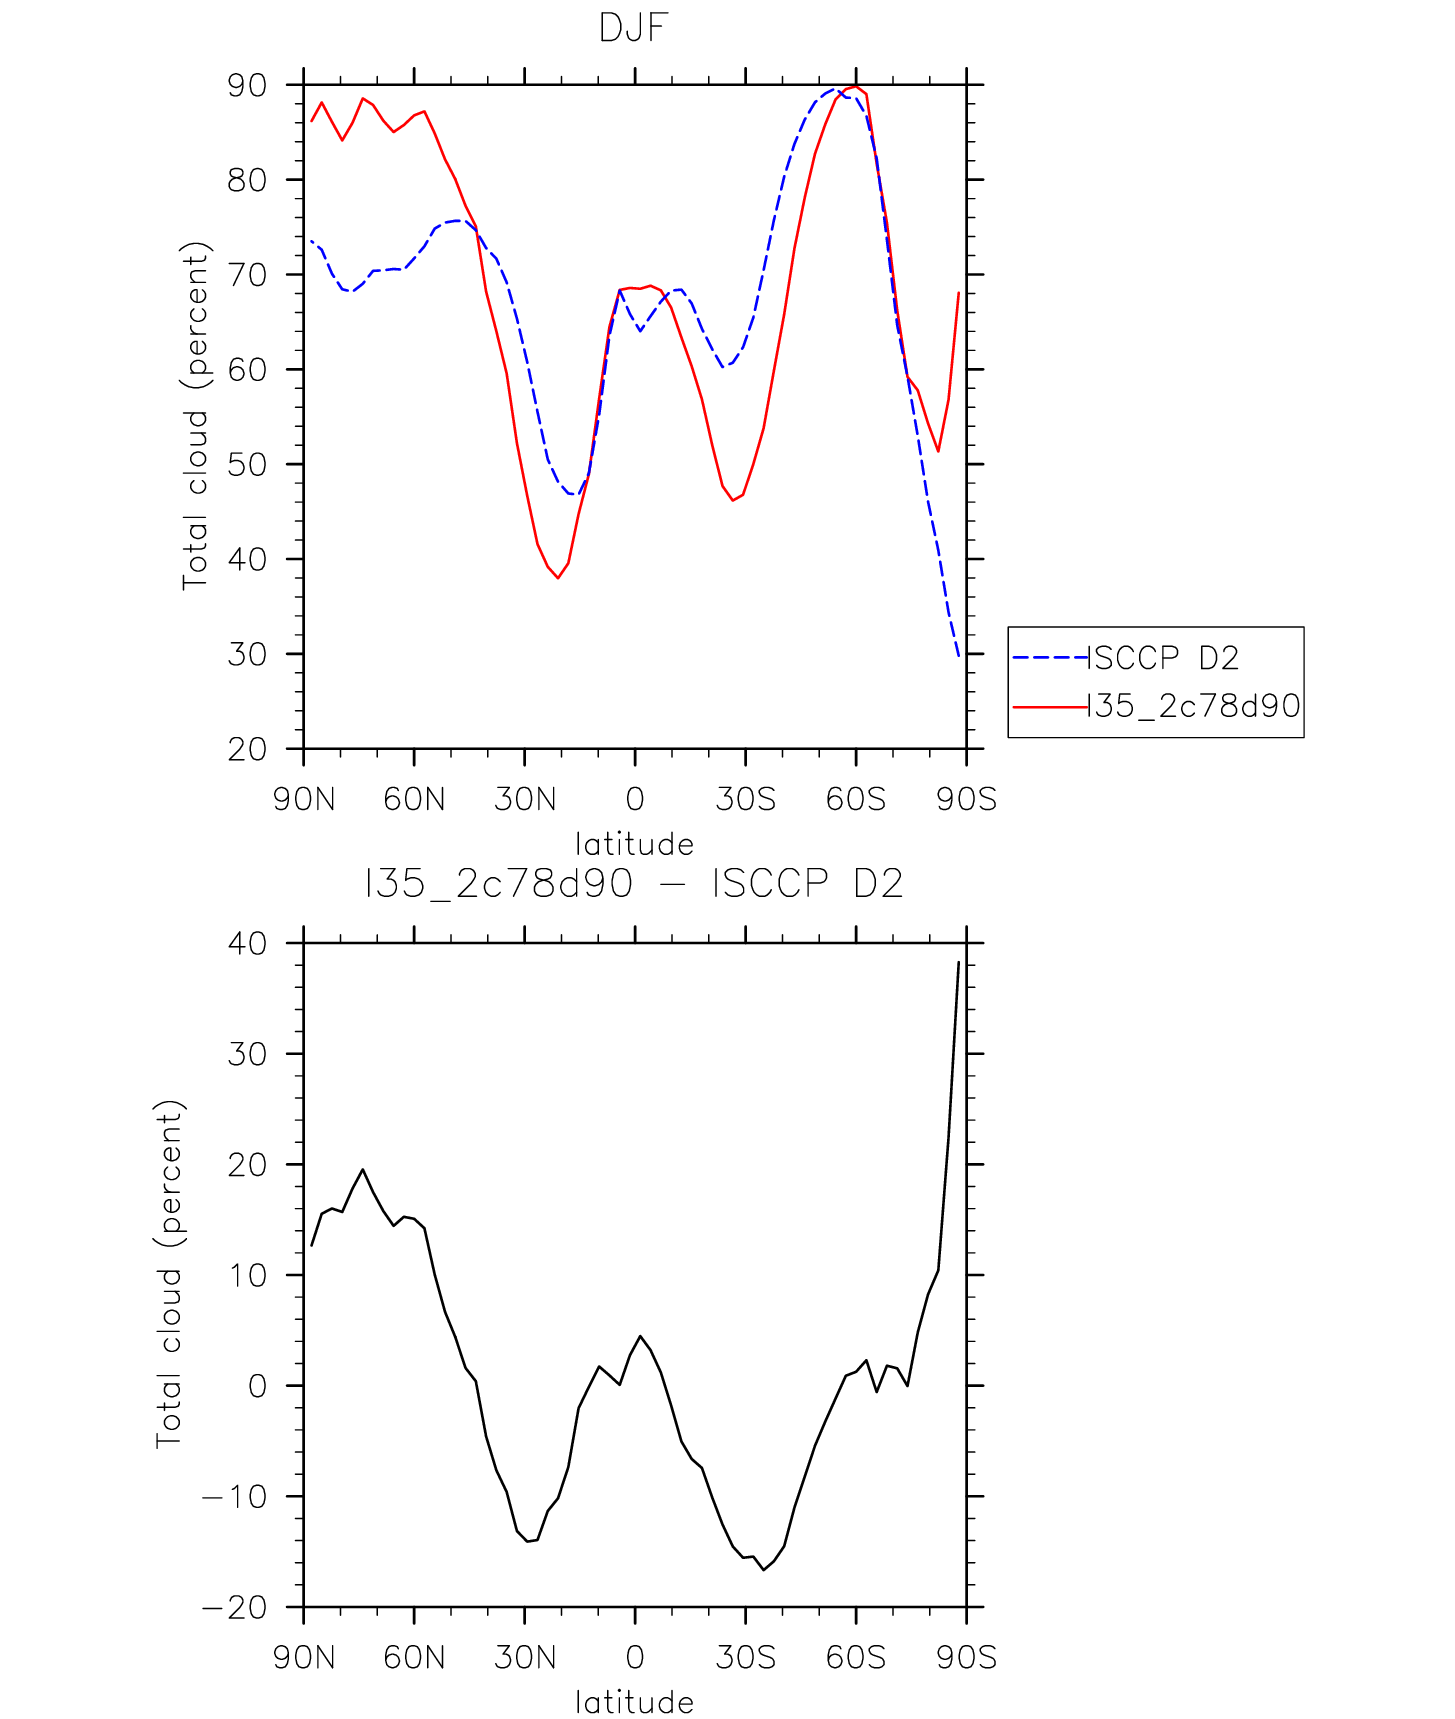 DJF
90
80
70
60
50
40
30
20
Total cloud (percent)
90N 60N 30N 0 30S 60S 90S
latitude
ISCCP D2
I35_2c78d90
I35_2c78d90 − ISCCP D2
40
30
20
10
0
−10
−20
Total cloud (percent)
90N 60N 30N 0 30S 60S 90S
latitude